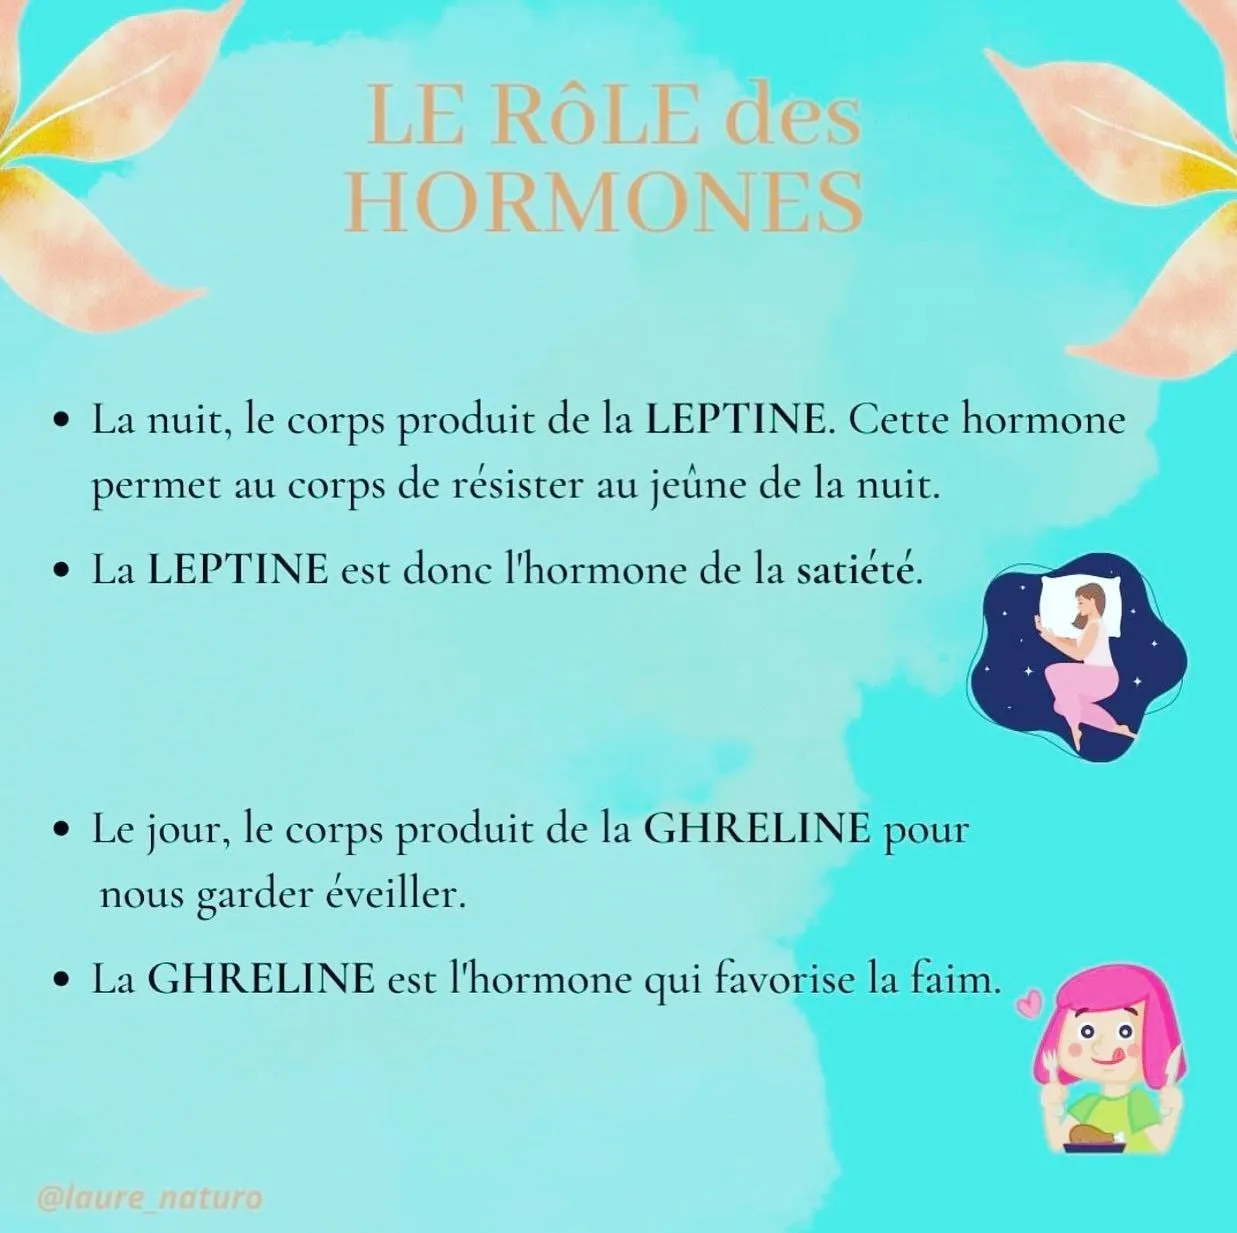 LE RôLE des
HORMONES
• La nuit, le corps produit de la LEPTINE. Cette hormone
permet au corps de résister au jeûne de la nuit.
• La LEPTINE est donc l'hormone de la satiété.
• Le jour, le corps produit de la GHRELINE pour
nous garder éveiller.
• La GHRELINE est l'hormone qui favorise la faim.
@laure_naturo